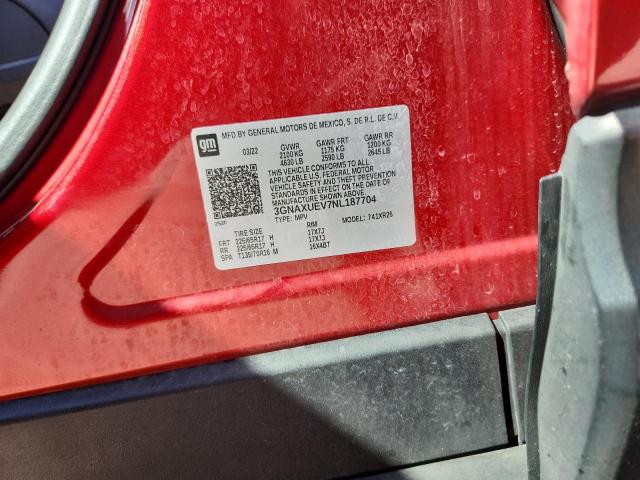 MFD BY GENERAL MOTORS DE MEXICO, S. DE R.L. DE C.V.
gm
03/22 GVWR GAWR FRT GAWR RR
2100 KG 1175 KG 1200 KG
4630 LB 2590 LB 2645 LB
THIS VEHICLE CONFORMS TO ALL
APPLICABLE U.S. FEDERAL MOTOR
VEHICLE SAFETY AND THEFT PREVENTION
STANDARDS IN EFFECT ON THE DATE OF
MANUFACTURE SHOWN ABOVE.
3GNAXUEV7NL187704
TYPE: MPV MODEL: 741XR26
TIRE SIZE RIM
FRT 225/65R17 H 17X7J
RR 225/65R17 H 17X7J
SPA T135/70R16 M 16X4BT